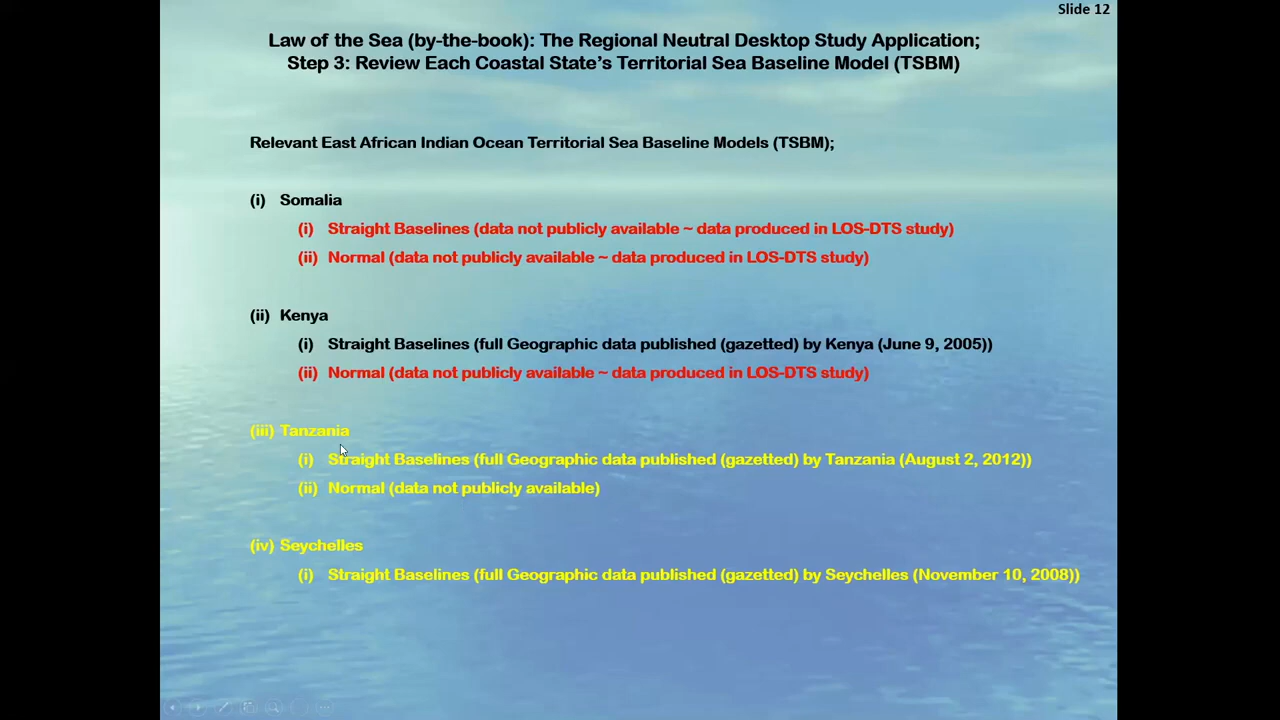 Slide 12
Law of the Sea (by-the-book): The Regional Neutral Desktop Study Application;
Step 3: Review Each Coastal State’s Territorial Sea Baseline Model (TSBM)
Relevant East African Indian Ocean Territorial Sea Baseline Models (TSBM);
(i) Somalia
(i) Straight Baselines (data not publicly available ~ data produced in LOS-DTS study)
(ii) Normal (data not publicly available ~ data produced in LOS-DTS study)
(ii) Kenya
(i) Straight Baselines (full Geographic data published (gazetted) by Kenya (June 9, 2005))
(ii) Normal (data not publicly available ~ data produced in LOS-DTS study)
(iii) Tanzania
(i) Straight Baselines (full Geographic data published (gazetted) by Tanzania (August 2, 2012))
(ii) Normal (data not publicly available)
(iv) Seychelles
(i) Straight Baselines (full Geographic data published (gazetted) by Seychelles (November 10, 2008))